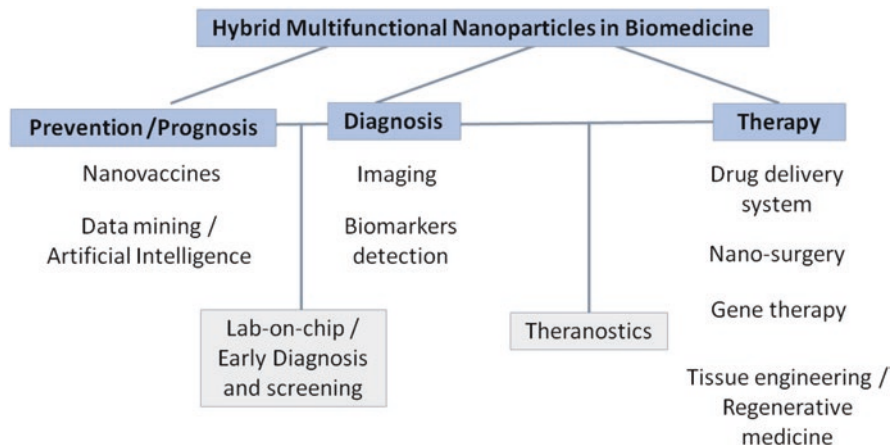 Hybrid Multifunctional Nanoparticles in Biomedicine
Prevention /Prognosis
Diagnosis
Therapy
Nanovaccines
Data mining /
Artificial Intelligence
Imaging
Biomarkers
detection
Drug delivery
system
Nano-surgery
Gene therapy
Tissue engineering /
Regenerative
medicine
Lab-on-chip /
Early Diagnosis
and screening
Theranostics